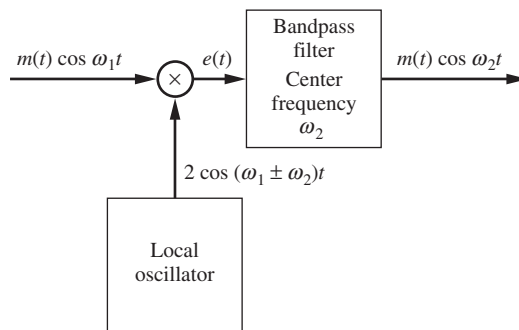 m(t) cos ω₁t
×
e(t)
Bandpass
filter
Center
frequency
ω₂
m(t) cos ω₂t
2 cos (ω₁ ± ω₂)t
Local
oscillator